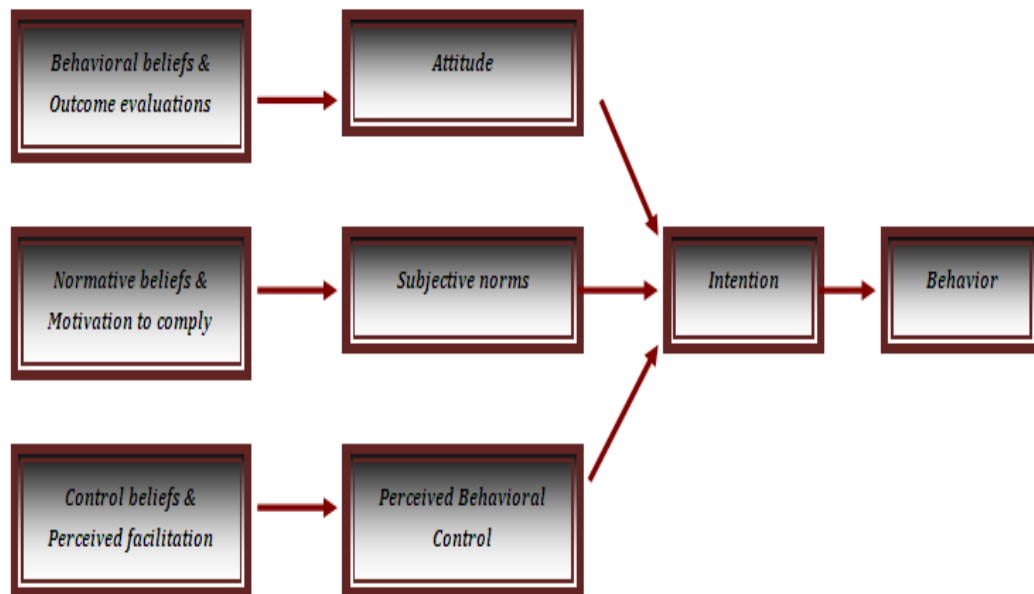 Behavioral beliefs &
Outcome evaluations
Attitude
Normative beliefs &
Motivation to comply
Subjective norms
Intention
Behavior
Control beliefs &
Perceived facilitation
Perceived Behavioral
Control